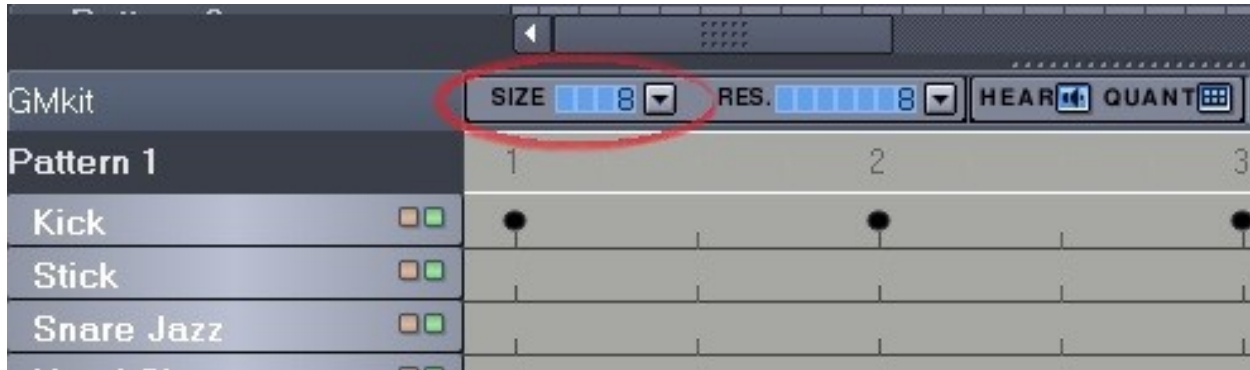 GMkit SIZE 8 RES. 8 HEAR QUANT
Pattern 1 1 2 3
Kick
Stick
Snare Jazz